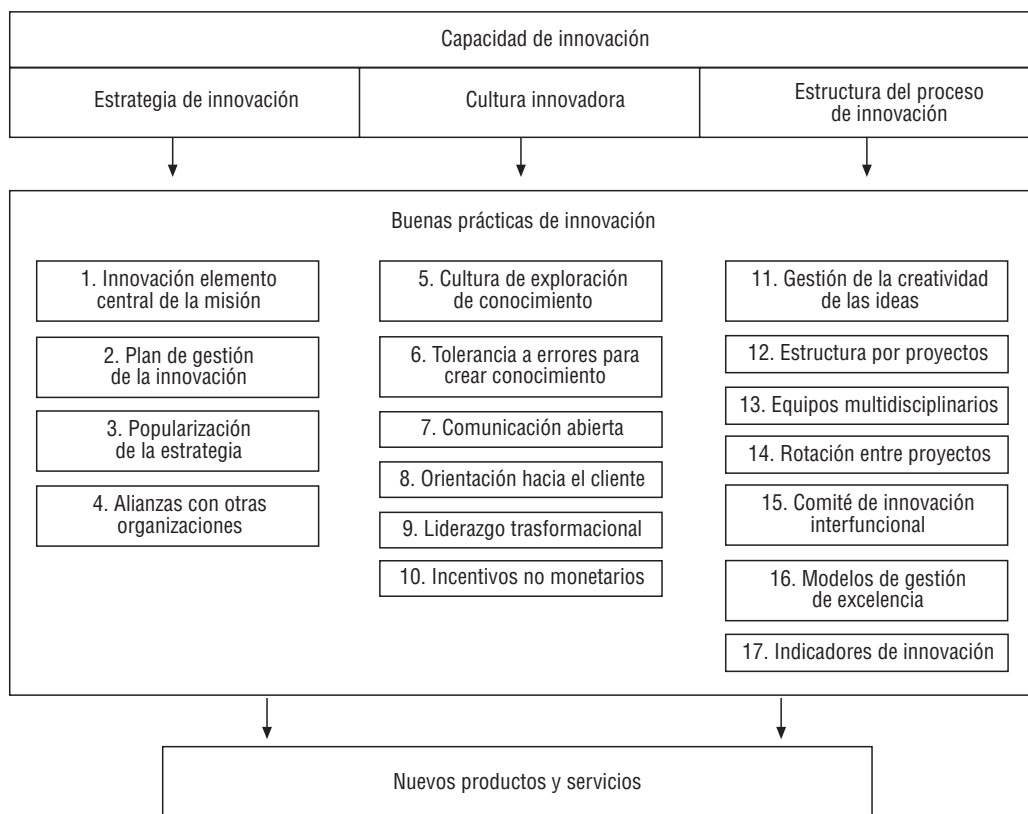 Capacidad de innovación
Estrategia de innovación
Cultura innovadora
Estructura del proceso
de innovación
Buenas prácticas de innovación
1. Innovación elemento
central de la misión
2. Plan de gestión
de la innovación
3. Popularización
de la estrategia
4. Alianzas con otras
organizaciones
5. Cultura de exploración
de conocimiento
6. Tolerancia a errores para
crear conocimiento
7. Comunicación abierta
8. Orientación hacia el cliente
9. Liderazgo trasformacional
10. Incentivos no monetarios
11. Gestión de la creatividad
de las ideas
12. Estructura por proyectos
13. Equipos multidisciplinarios
14. Rotación entre proyectos
15. Comité de innovación
interfuncional
16. Modelos de gestión
de excelencia
17. Indicadores de innovación
Nuevos productos y servicios